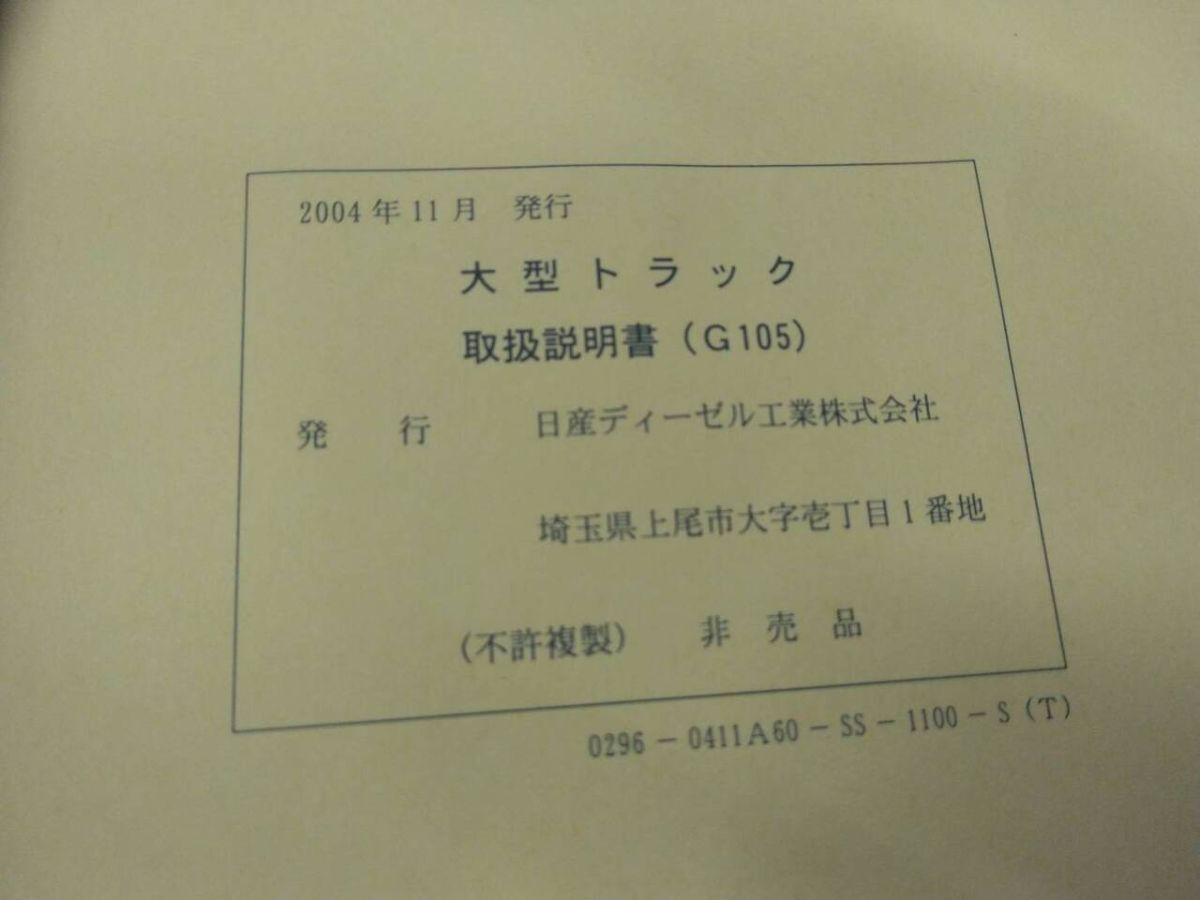 2004年11月 発行
大型トラック
取扱説明書(G105)
発行 日産ディーゼル工業株式会社
埼玉県上尾市大字壱丁目1番地
(不許複製) 非売品
0296-0411A60-SS-1100-S(T)